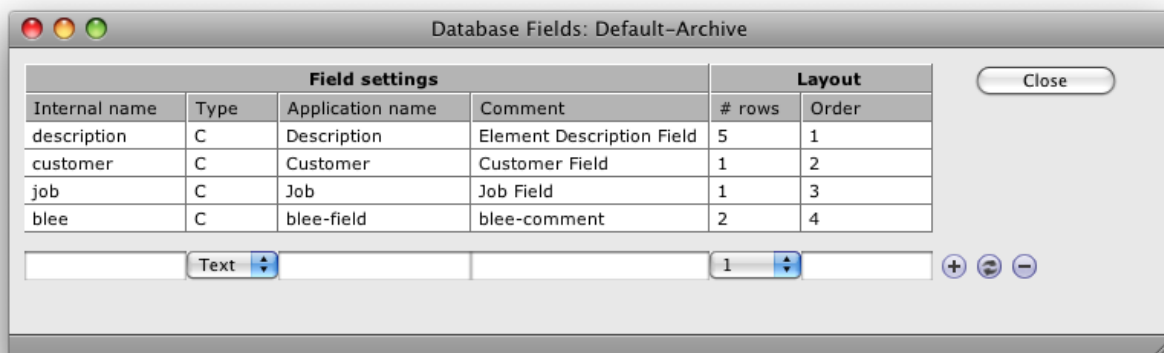 Database Fields: Default-Archive
Field settings Layout Close
Internal name Type Application name Comment # rows Order
description C Description Element Description Field 5 1
customer C Customer Customer Field 1 2
job C Job Job Field 1 3
blee C blee-field blee-comment 2 4
Text 1